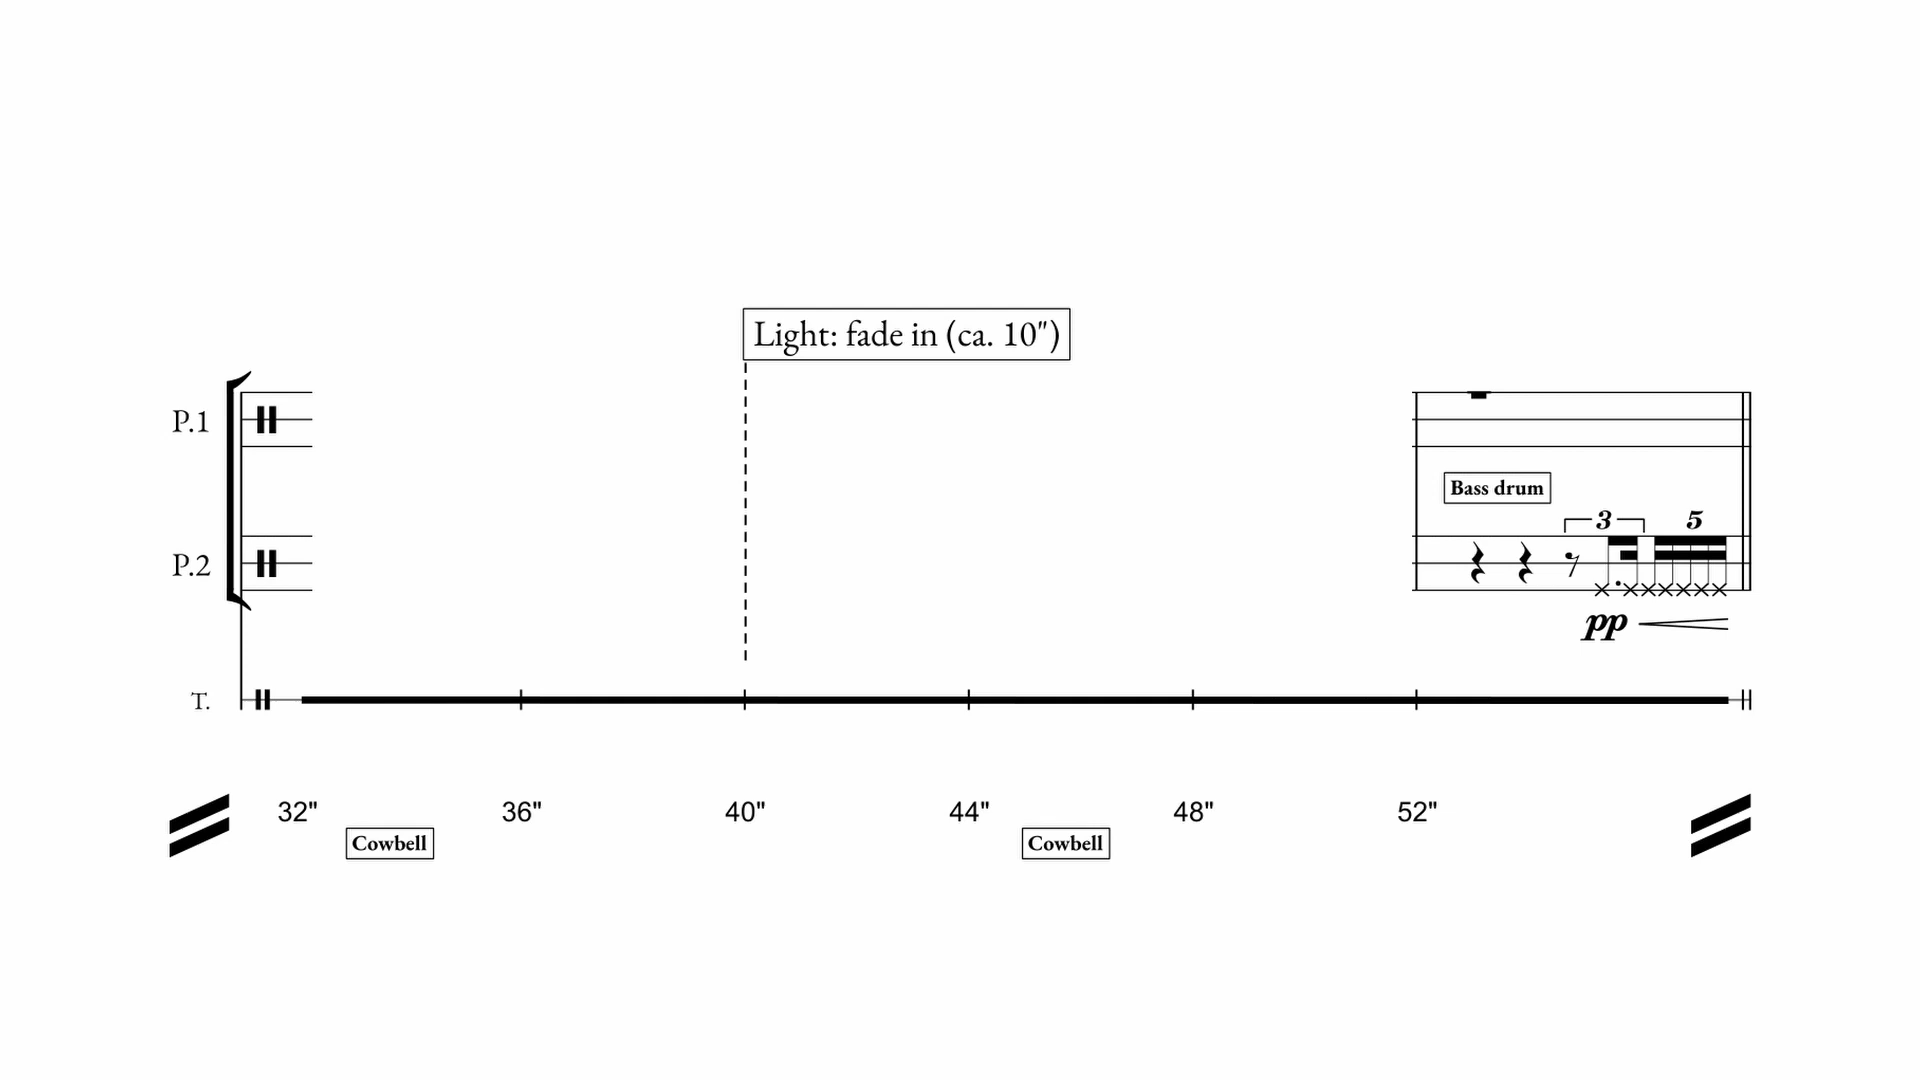 Light: fade in (ca. 10")
P.1
Bass drum
3 5
P.2
pp
T.
32" 36" 40" 44" 48" 52"
Cowbell Cowbell